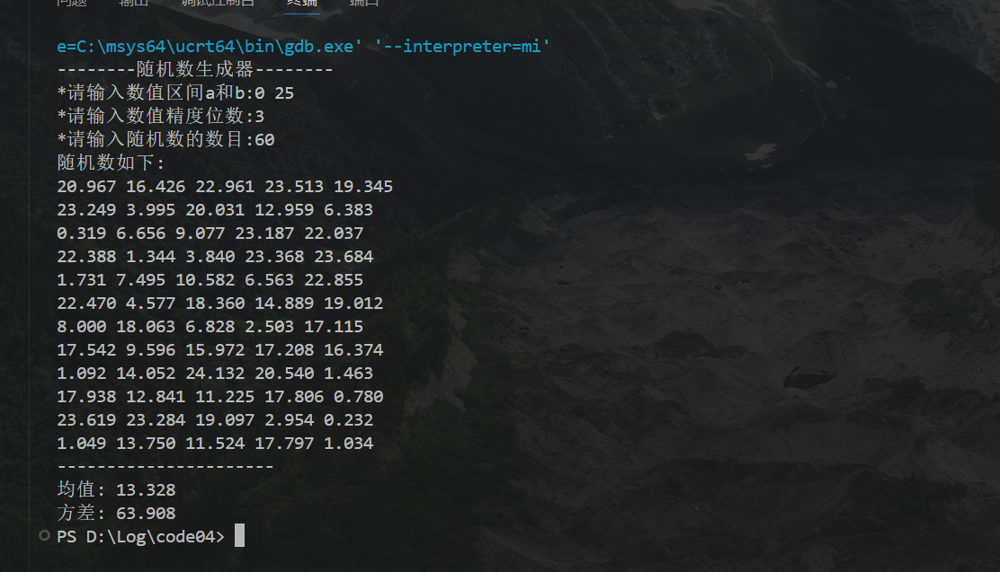 问题 输出 调试控制台 终端 端口
e=C:\msys64\ucrt64\bin\gdb.exe' '--interpreter=mi'
--------随机数生成器--------
*请输入数值区间a和b:0 25
*请输入数值精度位数:3
*请输入随机数的数目:60
随机数如下:
20.967 16.426 22.961 23.513 19.345
23.249 3.995 20.031 12.959 6.383
0.319 6.656 9.077 23.187 22.037
22.388 1.344 3.840 23.368 23.684
1.731 7.495 10.582 6.563 22.855
22.470 4.577 18.360 14.889 19.012
8.000 18.063 6.828 2.503 17.115
17.542 9.596 15.972 17.208 16.374
1.092 14.052 24.132 20.540 1.463
17.938 12.841 11.225 17.806 0.780
23.619 23.284 19.097 2.954 0.232
1.049 13.750 11.524 17.797 1.034
----------------------
均值: 13.328
方差: 63.908
PS D:\Log\code04>